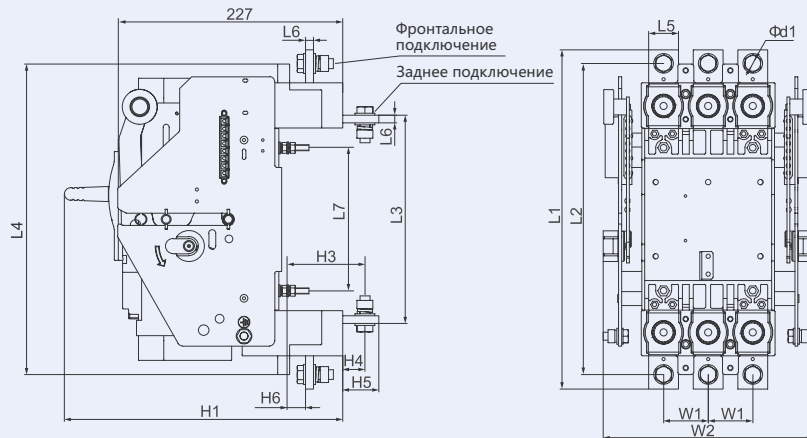 227
L6
Фронтальное
подключение
Заднее подключение
L6
L4
L7
L3
H3
H4
H5
H6
H1
L5
Φd1
L1
L2
W1
W1
W2